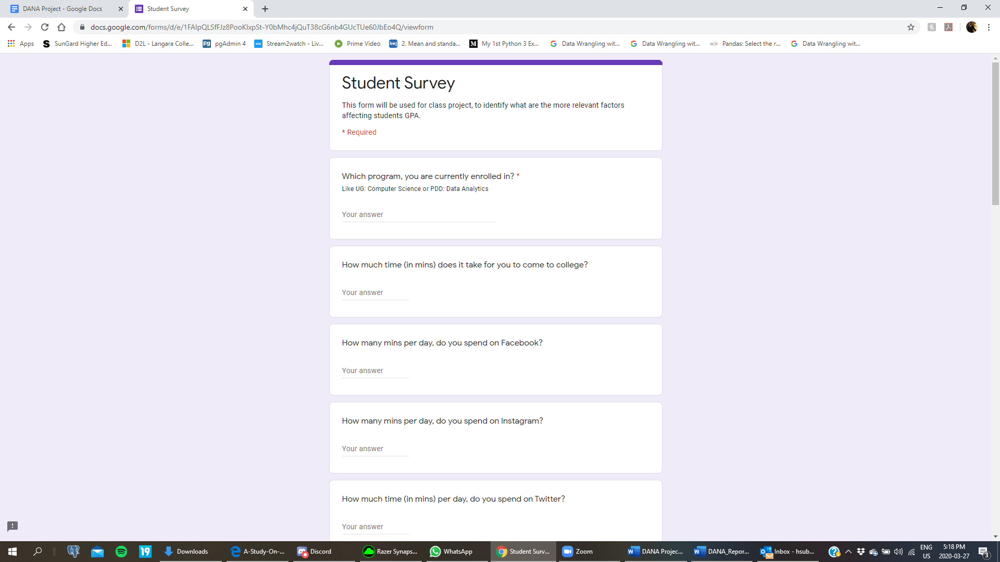 DANA Project - Google Docs
Student Survey
docs.google.com/forms/d/e/1FAIpQLSfFJz8PooKlxpSt-Y0bMhc4jQuT38cG6nb4GUcTUe60JbEo4Q/viewform
Apps
SunGard Higher Ed...
D2L - Langara Colle...
pgAdmin 4
Stream2watch - Liv...
Prime Video
2. Mean and standa...
My 1st Python 3 Ex...
Data Wrangling wit...
Data Wrangling wit...
Pandas: Select the r...
Data Wrangling wit...
Student Survey
This form will be used for class project, to identify what are the more relevant factors
affecting students GPA.
* Required
Which program, you are currently enrolled in? *
Like UG: Computer Science or PDD: Data Analytics
Your answer
How much time (in mins) does it take for you to come to college?
Your answer
How many mins per day, do you spend on Facebook?
Your answer
How many mins per day, do you spend on Instagram?
Your answer
How much time (in mins) per day, do you spend on Twitter?
Your answer
19
Downloads
A-Study-On-...
Discord
Razer Synaps...
WhatsApp
Student Surv...
Zoom
DANA Projec...
DANA_Repor...
Inbox - hsub...
ENG
US
5:18 PM
2020-03-27
3